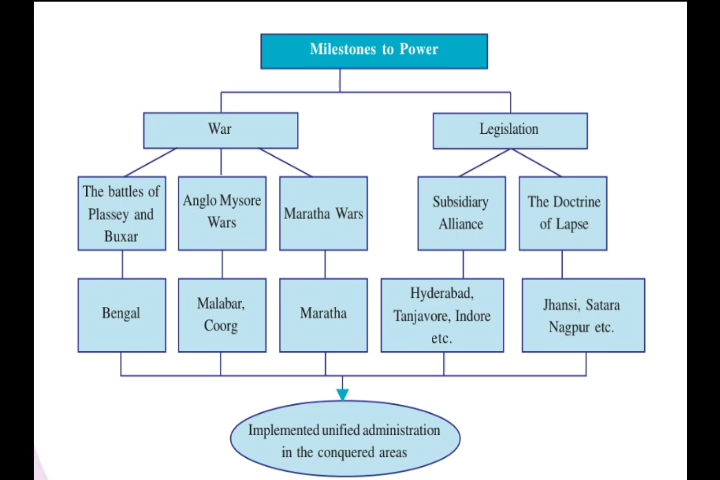 Milestones to Power
War
Legislation
The battles of
Plassey and
Buxar
Anglo Mysore
Wars
Maratha Wars
Subsidiary
Alliance
The Doctrine
of Lapse
Bengal
Malabar,
Coorg
Maratha
Hyderabad,
Tanjavore, Indore
etc.
Jhansi, Satara
Nagpur etc.
Implemented unified administration
in the conquered areas